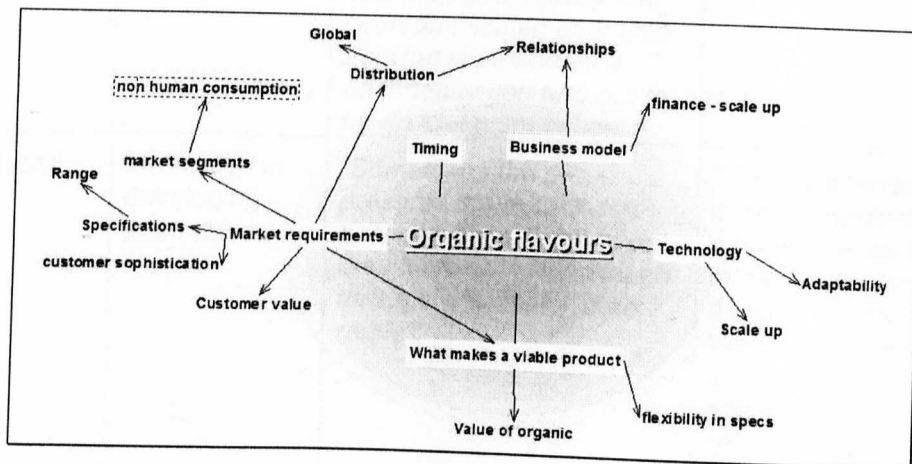 Global
Relationships
Distribution
non human consumption
finance - scale up
Timing
Business model
market segments
Range
Specifications
Market requirements
Organic flavours
Technology
customer sophistication
Adaptability
Customer value
Scale up
What makes a viable product
flexibility in specs
Value of organic